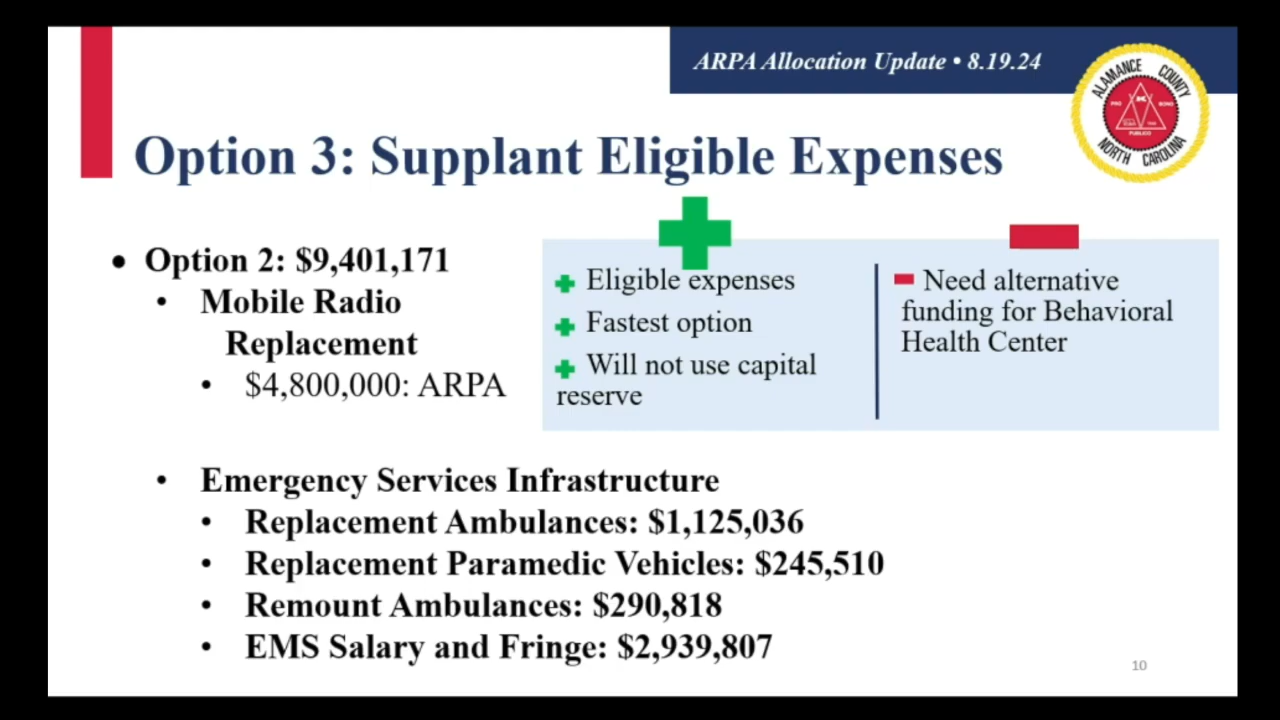 ARPA Allocation Update • 8.19.24
ALAMANCE COUNTY
NORTH CAROLINA
PRO BONO
PUBLICO
Option 3: Supplant Eligible Expenses
• Option 2: $9,401,171
• Mobile Radio
Replacement
• $4,800,000: ARPA
Eligible expenses
Fastest option
Will not use capital
reserve
Need alternative
funding for Behavioral
Health Center
• Emergency Services Infrastructure
• Replacement Ambulances: $1,125,036
• Replacement Paramedic Vehicles: $245,510
• Remount Ambulances: $290,818
• EMS Salary and Fringe: $2,939,807
10